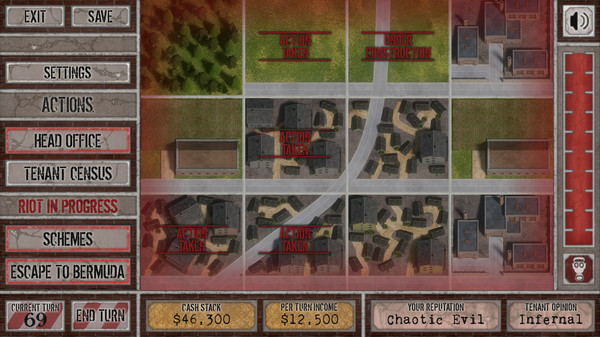 EXIT
SAVE
SETTINGS
ACTIONS
HEAD OFFICE
TENANT CENSUS
RIOT IN PROGRESS
SCHEMES
ESCAPE TO BERMUDA
CURRENT TURN
69
END TURN
ACTION
TAKEN
UNDER
CONSTRUCTION
ACTION
TAKEN
ACTION
TAKEN
ACTION
TAKEN
CASH STACK
$46,300
PER TURN INCOME
$12,500
YOUR REPUTATION
Chaotic Evil
TENANT OPINION
Infernal